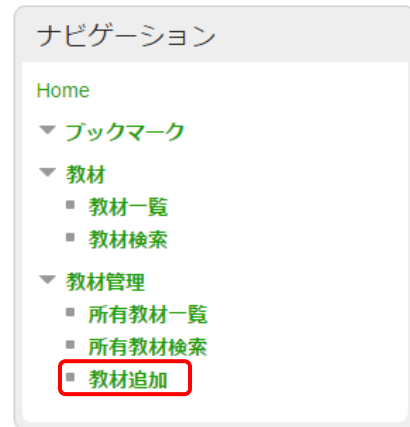 ナビゲーション
Home
ブックマーク
教材
教材一覧
教材検索
教材管理
所有教材一覧
所有教材検索
教材追加